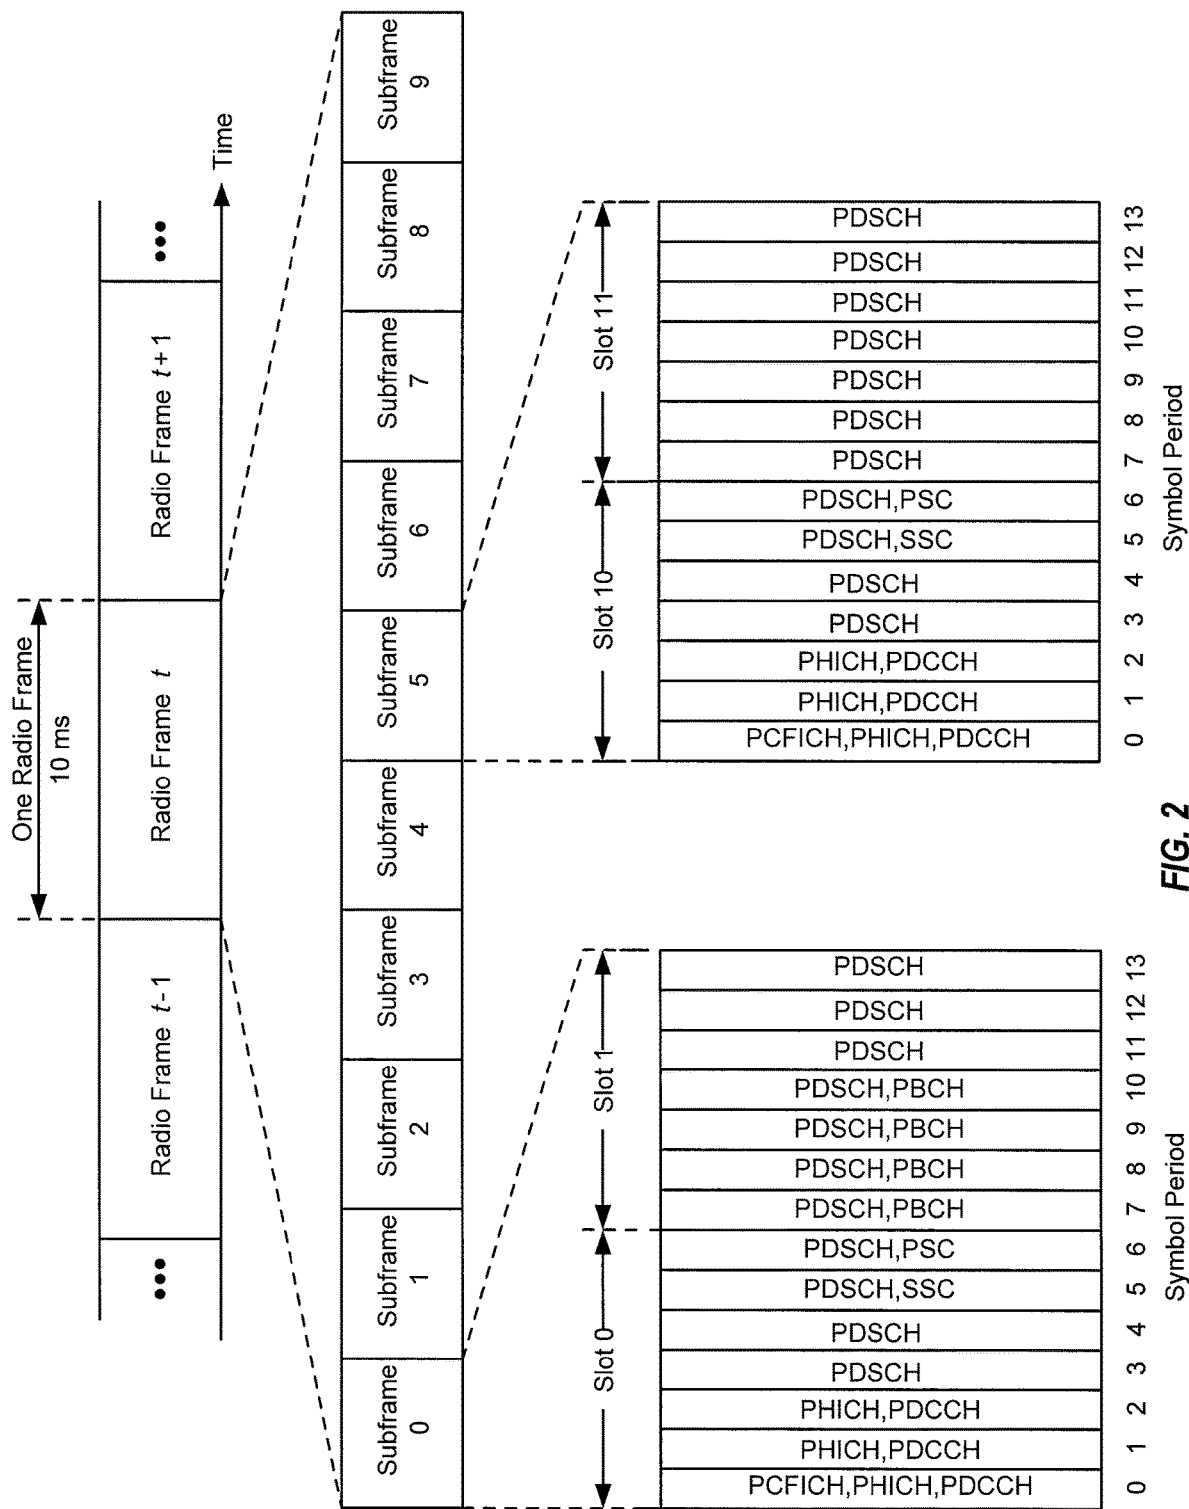 One Radio Frame
10 ms
•••
Radio Frame t-1
Radio Frame t
Radio Frame t+1
•••
Time
Subframe
0
Subframe
1
Subframe
2
Subframe
3
Subframe
4
Subframe
5
Subframe
6
Subframe
7
Subframe
8
Subframe
9
Slot 0
Slot 1
PCFICH,PHICH,PDCCH
PHICH,PDCCH
PHICH,PDCCH
PDSCH
PDSCH
PDSCH,SSC
PDSCH,PSC
PDSCH,PBCH
PDSCH,PBCH
PDSCH,PBCH
PDSCH,PBCH
PDSCH
PDSCH
PDSCH
0 1 2 3 4 5 6 7 8 9 10 11 12 13
Symbol Period
Slot 10
Slot 11
PCFICH,PHICH,PDCCH
PHICH,PDCCH
PHICH,PDCCH
PDSCH
PDSCH
PDSCH,SSC
PDSCH,PSC
PDSCH
PDSCH
PDSCH
PDSCH
PDSCH
PDSCH
PDSCH
0 1 2 3 4 5 6 7 8 9 10 11 12 13
Symbol Period
FIG. 2